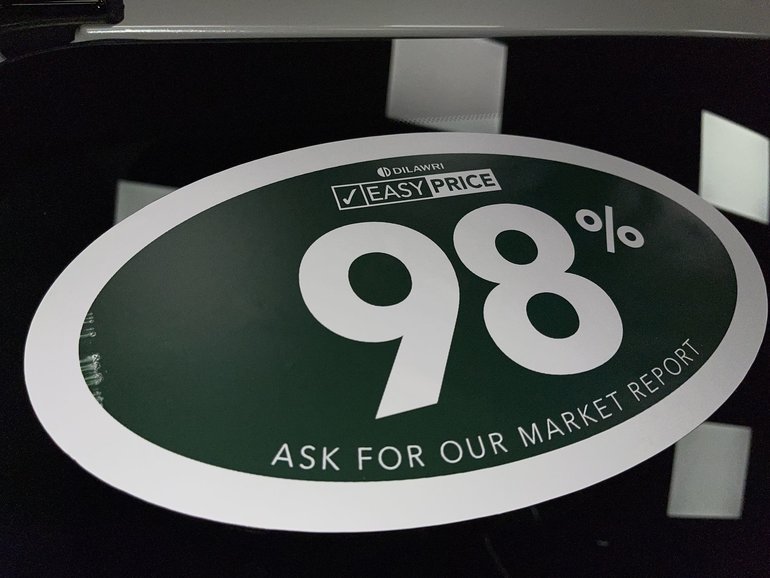 DILAWRI
EASY PRICE
98%
ASK FOR OUR MARKET REPORT